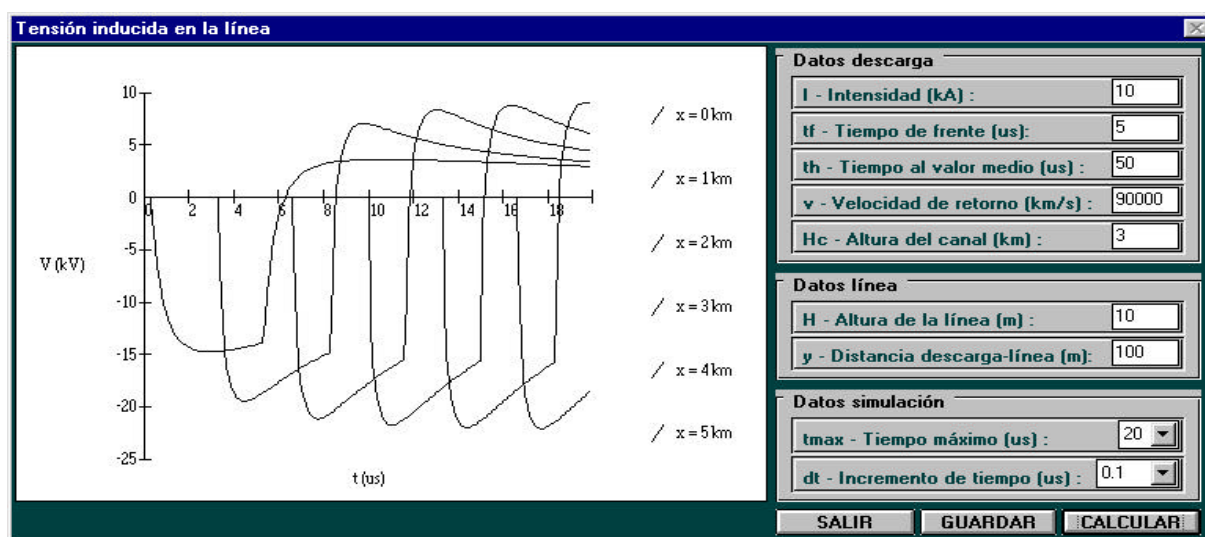 Tensión inducida en la línea
10
5
0
-5
-10
-15
-20
-25
V (kV)
0 2 4 6 8 10 12 14 16 18
t (us)
x = 0 km
x = 1 km
x = 2 km
x = 3 km
x = 4 km
x = 5 km
Datos descarga
I - Intensidad (kA) : 10
tf - Tiempo de frente (us): 5
th - Tiempo al valor medio (us) : 50
v - Velocidad de retorno (km/s) : 90000
Hc - Altura del canal (km) : 3
Datos línea
H - Altura de la línea (m) : 10
y - Distancia descarga-línea (m): 100
Datos simulación
tmax - Tiempo máximo (us) : 20
dt - Incremento de tiempo (us) : 0.1
SALIR GUARDAR CALCULAR